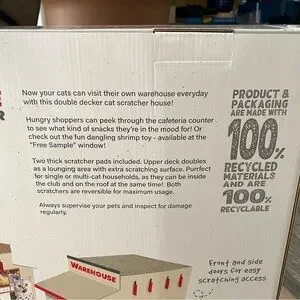 Now your cats can visit their own warehouse everyday
with this double decker cat scratcher house!
Hungry shoppers can peek through the cafeteria counter
to see what kind of snacks they're in the mood for! Or
check out the fun dangling shrimp toy - available at the
"Free Sample" window!
Two thick scratcher pads included. Upper deck doubles
as a lounging area with extra scratching surface. Purrfect
for single or multi-cat households, as they can be inside
the club and on the roof at the same time! Both
scratchers are reversible for maximum usage.
Always supervise your pets and inspect for damage
regularly.
PRODUCT &
PACKAGING
ARE MADE WITH
100%
RECYCLED
MATERIALS
AND ARE
100%
RECYCLABLE
Front and side
doors for easy
scratching access
WAREHOUSE